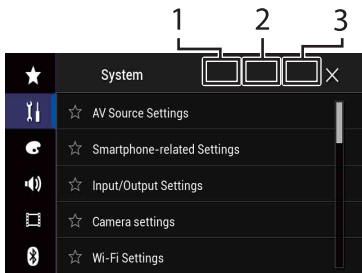 1 2 3
System
AV Source Settings
Smartphone-related Settings
Input/Output Settings
Camera settings
Wi-Fi Settings